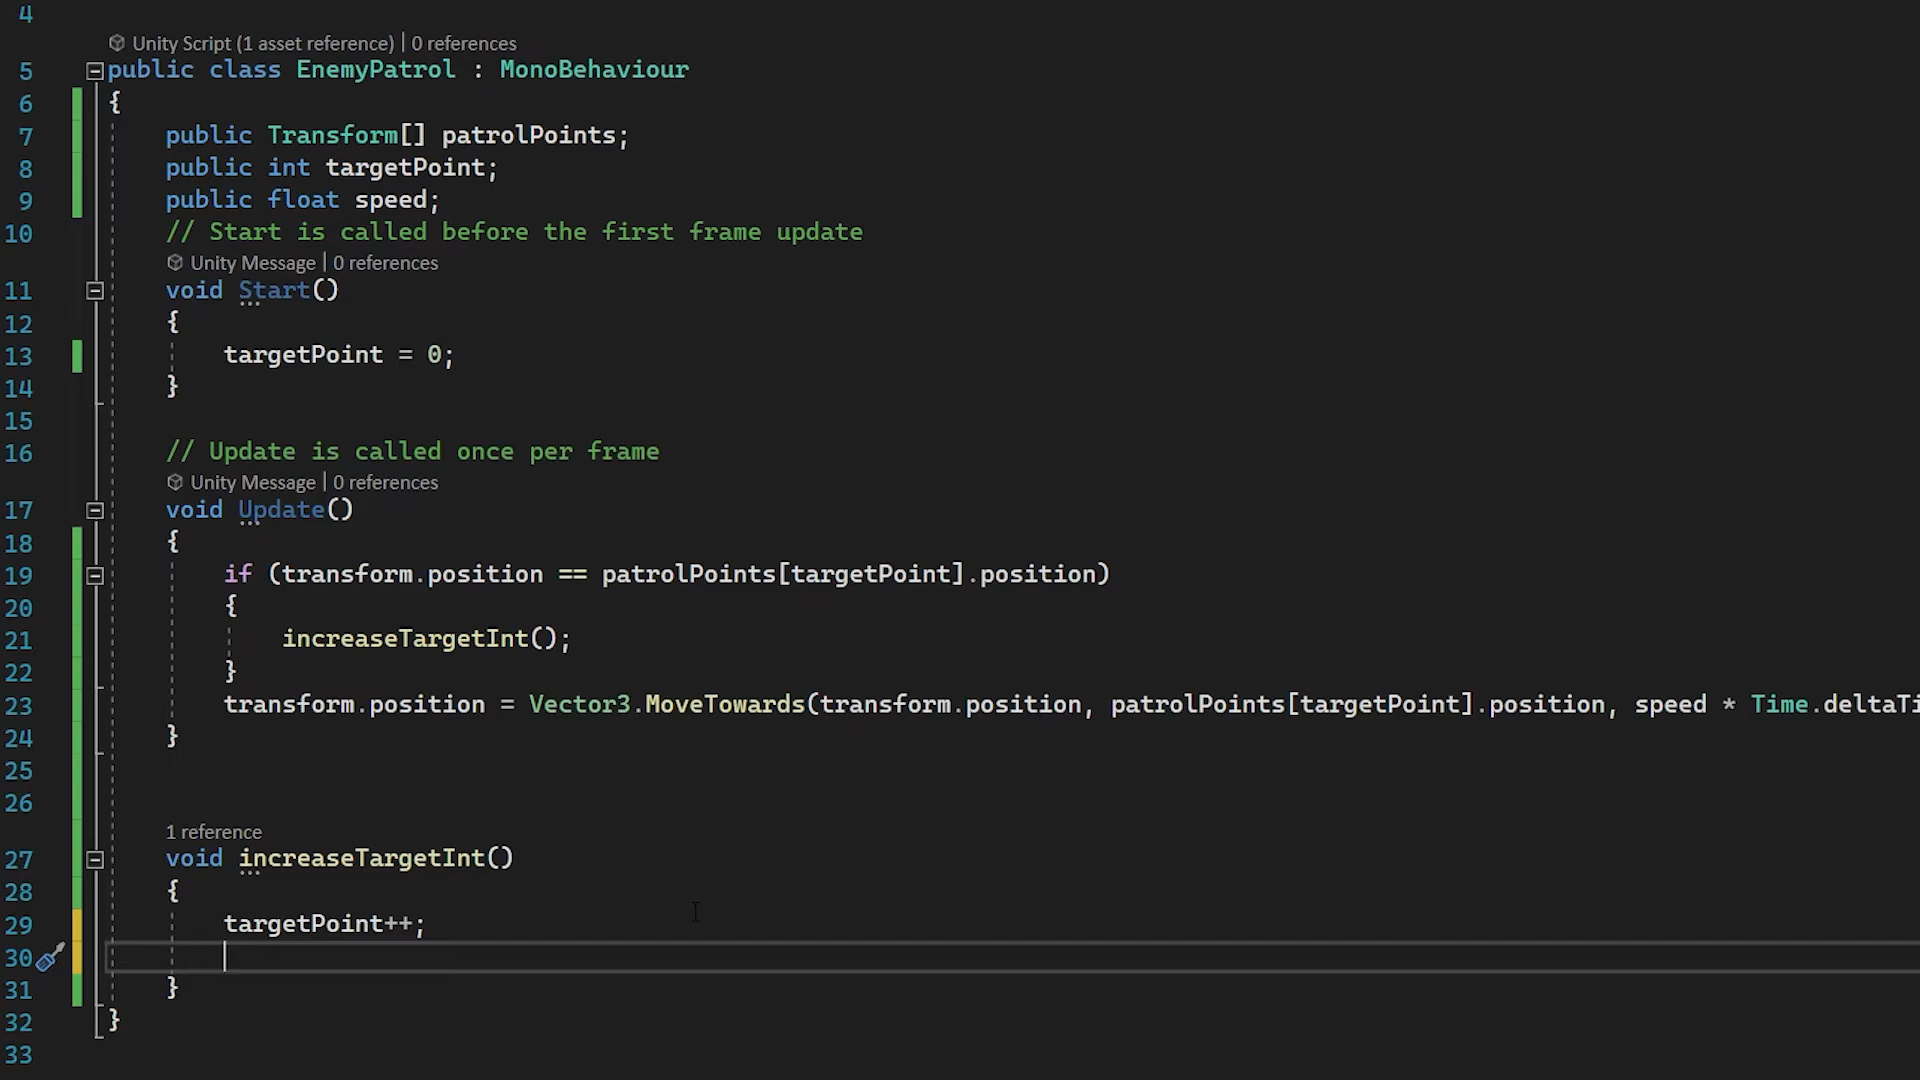 4
Unity Script (1 asset reference) | 0 references
5 public class EnemyPatrol : MonoBehaviour
6 {
7 public Transform[] patrolPoints;
8 public int targetPoint;
9 public float speed;
10 // Start is called before the first frame update
Unity Message | 0 references
11 void Start()
12 {
13 targetPoint = 0;
14 }
15
16 // Update is called once per frame
Unity Message | 0 references
17 void Update()
18 {
19 if (transform.position == patrolPoints[targetPoint].position)
20 {
21 increaseTargetInt();
22 }
23 transform.position = Vector3.MoveTowards(transform.position, patrolPoints[targetPoint].position, speed * Time.deltaTi
24 }
25
26
1 reference
27 void increaseTargetInt()
28 {
29 targetPoint++;
30
31 }
32 }
33